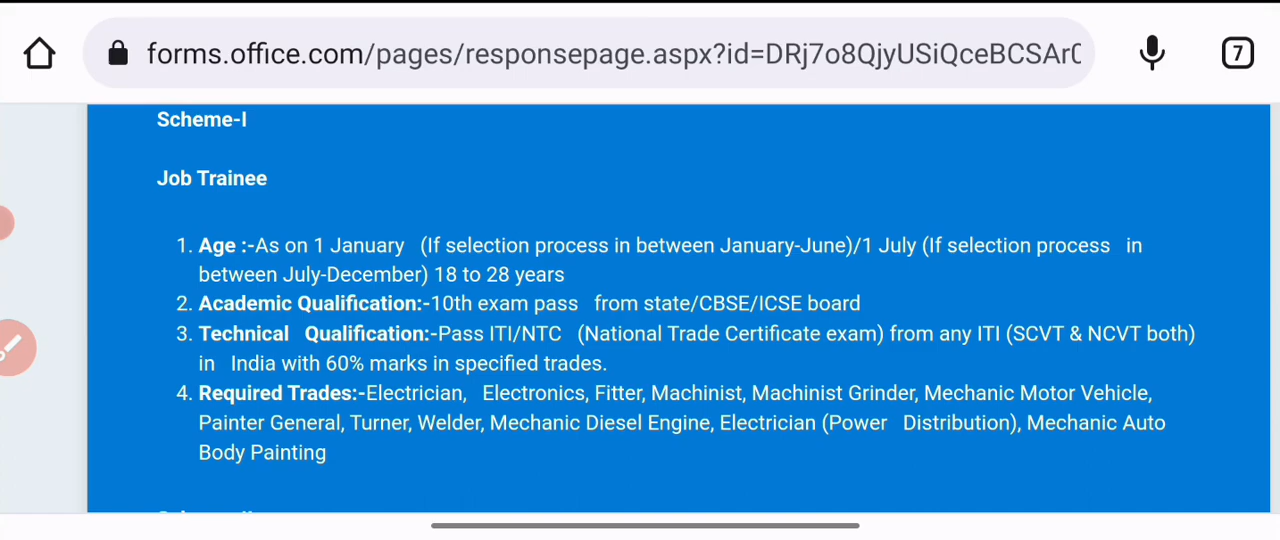 forms.office.com/pages/responsepage.aspx?id=DRj7o8QjyUSiQceBCSAr
7
Scheme-I
Job Trainee
1. Age :-As on 1 January (If selection process in between January-June)/1 July (If selection process in
between July-December) 18 to 28 years
2. Academic Qualification:-10th exam pass from state/CBSE/ICSE board
3. Technical Qualification:-Pass ITI/NTC (National Trade Certificate exam) from any ITI (SCVT & NCVT both)
in India with 60% marks in specified trades.
4. Required Trades:-Electrician, Electronics, Fitter, Machinist, Machinist Grinder, Mechanic Motor Vehicle,
Painter General, Turner, Welder, Mechanic Diesel Engine, Electrician (Power Distribution), Mechanic Auto
Body Painting